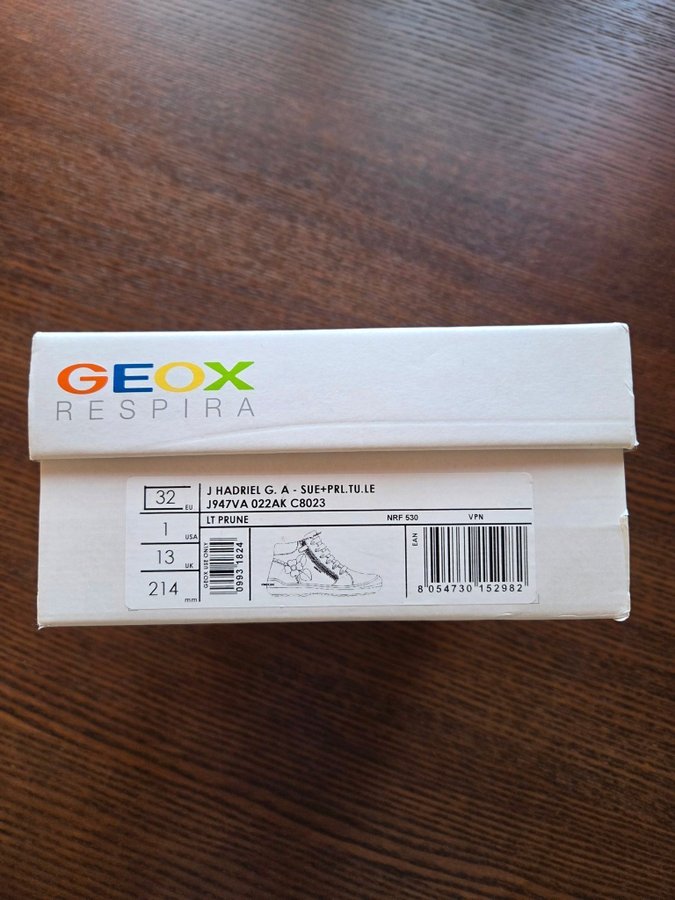 GEOX
RESPIRA
32 EU
1 USA
13 UK
214 mm
J HADRIEL G. A - SUE+PRL.TU.LE
J947VA 022AK C8023
LT PRUNE NRF 530 VPN
GEOX USE ONLY
0993 1824
EAN
8 054730 152982